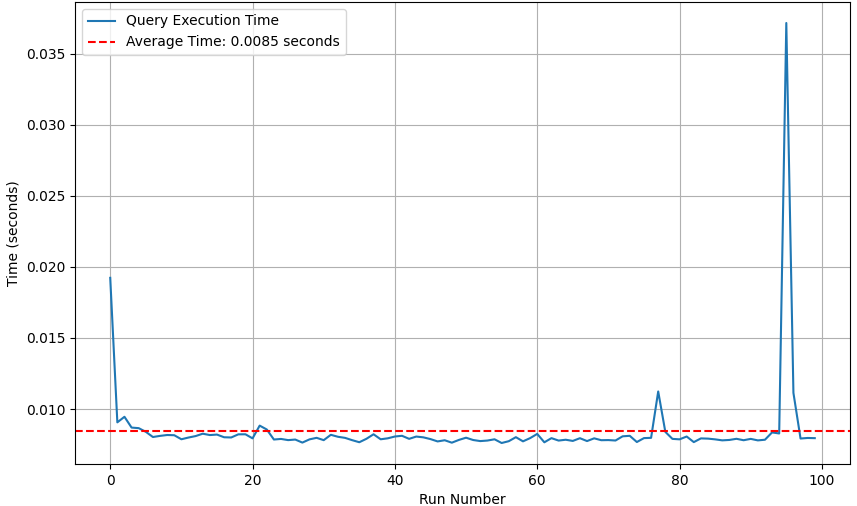 Query Execution Time
Average Time: 0.0085 seconds
Time (seconds)
0.035
0.030
0.025
0.020
0.015
0.010
0 20 40 60 80 100
Run Number